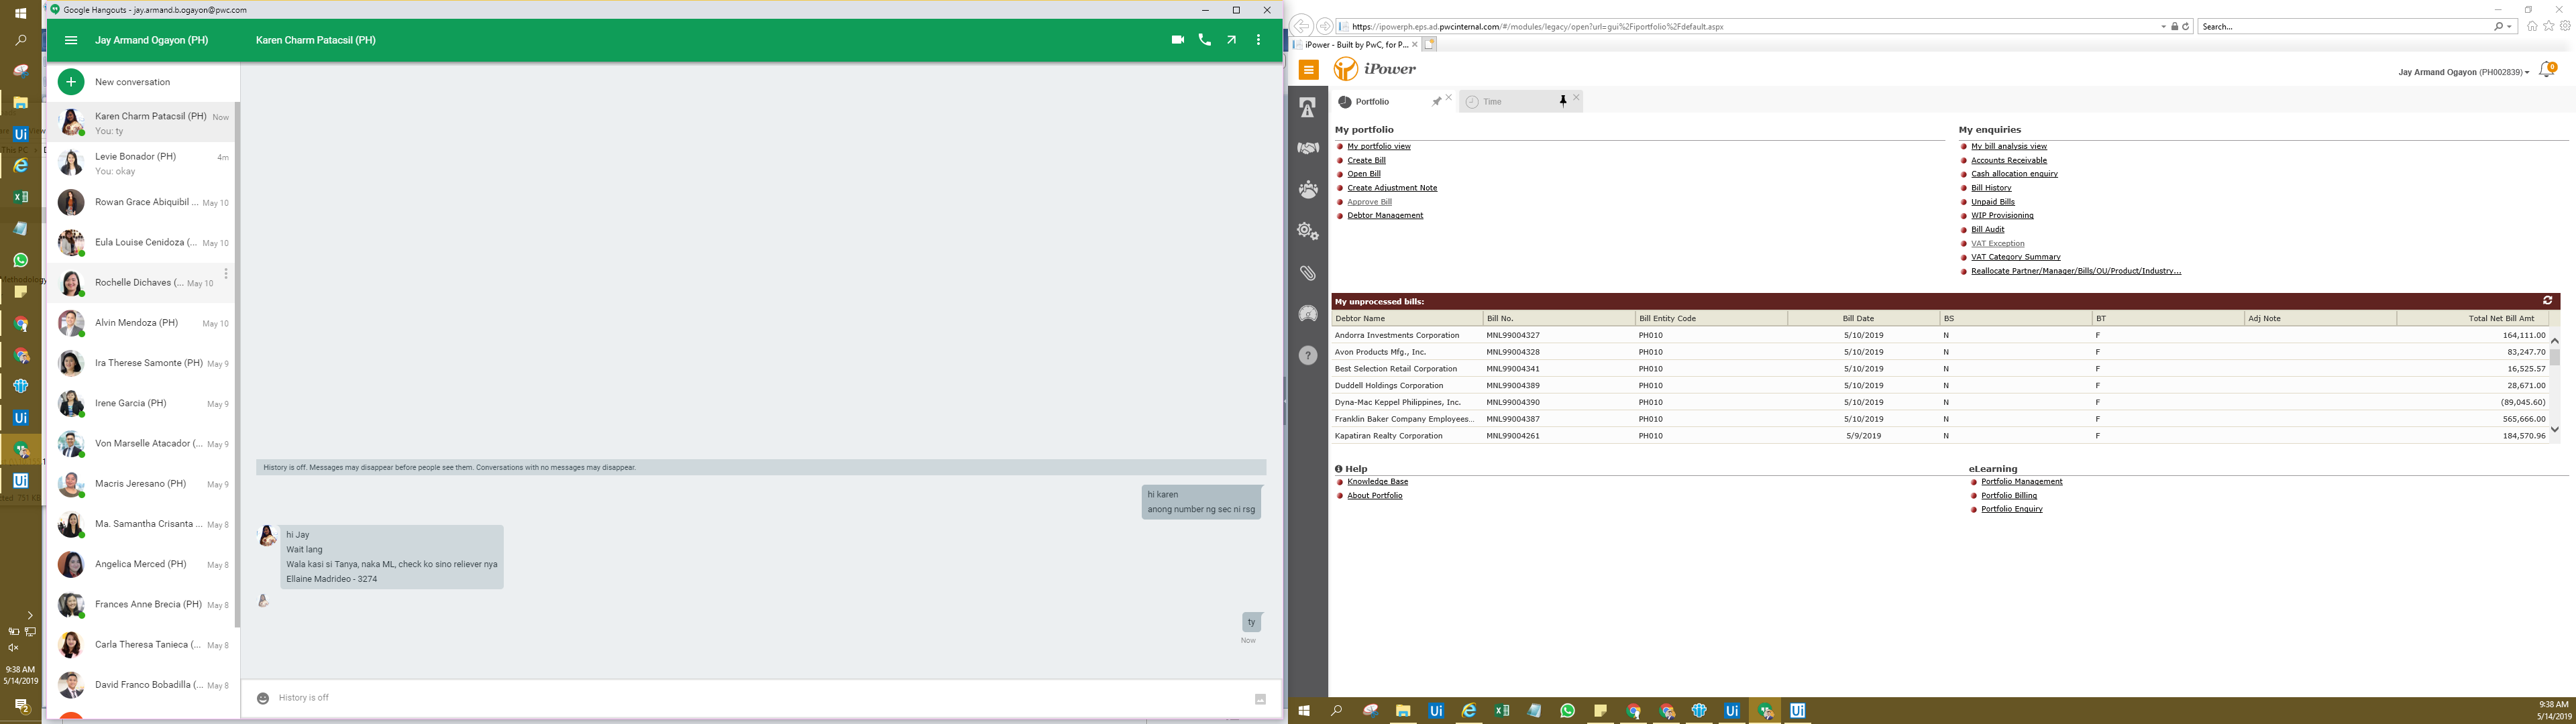 Google Hangouts - jay.armand.b.ogayon@pwc.com
Jay Armand Ogayon (PH)
Karen Charm Patacsil (PH)
New conversation
Karen Charm Patacsil (PH) Now
You: ty
Levie Bonador (PH) 4m
You: okay
Rowan Grace Abiquibil ... May 10
Eula Louise Cenidoza (... May 10
Rochelle Dichaves (... May 10
Alvin Mendoza (PH) May 10
Ira Therese Samonte (PH) May 9
Irene Garcia (PH) May 9
Von Marselle Atacador (... May 9
Macris Jeresano (PH) May 9
Ma. Samantha Crisanta ... May 8
Angelica Merced (PH) May 8
Frances Anne Brecia (PH) May 8
Carla Theresa Tanieca (... May 8
David Franco Bobadilla (... May 8
History is off. Messages may disappear before people see them. Conversations with no messages may disappear.
hi karen
anong number ng sec ni rsg
hi Jay
Wait lang
Wala kasi si Tanya, naka ML, check ko sino reliever nya
Ellaine Madrideo - 3274
ty
Now
History is off
9:38 AM
5/14/2019
2
https://ipowerph.eps.ad.pwcinternal.com/#/modules/legacy/open?url=gui%2Fiportfolio%2Fdefault.aspx
Search...
iPower - Built by PwC, for P...
iPower
Jay Armand Ogayon (PH002839)
0
Portfolio
Time
My portfolio
My portfolio view
Create Bill
Open Bill
Create Adjustment Note
Approve Bill
Debtor Management
My enquiries
My bill analysis view
Accounts Receivable
Cash allocation enquiry
Bill History
Unpaid Bills
WIP Provisioning
Bill Audit
VAT Exception
VAT Category Summary
Reallocate Partner/Manager/Bills/OU/Product/Industry...
My unprocessed bills:
Debtor Name Bill No. Bill Entity Code Bill Date BS BT Adj Note Total Net Bill Amt
Andorra Investments Corporation MNL99004327 PH010 5/10/2019 N F 164,111.00
Avon Products Mfg., Inc. MNL99004328 PH010 5/10/2019 N F 83,247.70
Best Selection Retail Corporation MNL99004341 PH010 5/10/2019 N F 16,525.57
Duddell Holdings Corporation MNL99004389 PH010 5/10/2019 N F 28,671.00
Dyna-Mac Keppel Philippines, Inc. MNL99004390 PH010 5/10/2019 N F (89,045.60)
Franklin Baker Company Employees... MNL99004387 PH010 5/10/2019 N F 565,666.00
Kapatiran Realty Corporation MNL99004261 PH010 5/9/2019 N F 184,570.96
Help
Knowledge Base
About Portfolio
eLearning
Portfolio Management
Portfolio Billing
Portfolio Enquiry
9:38 AM
5/14/2019